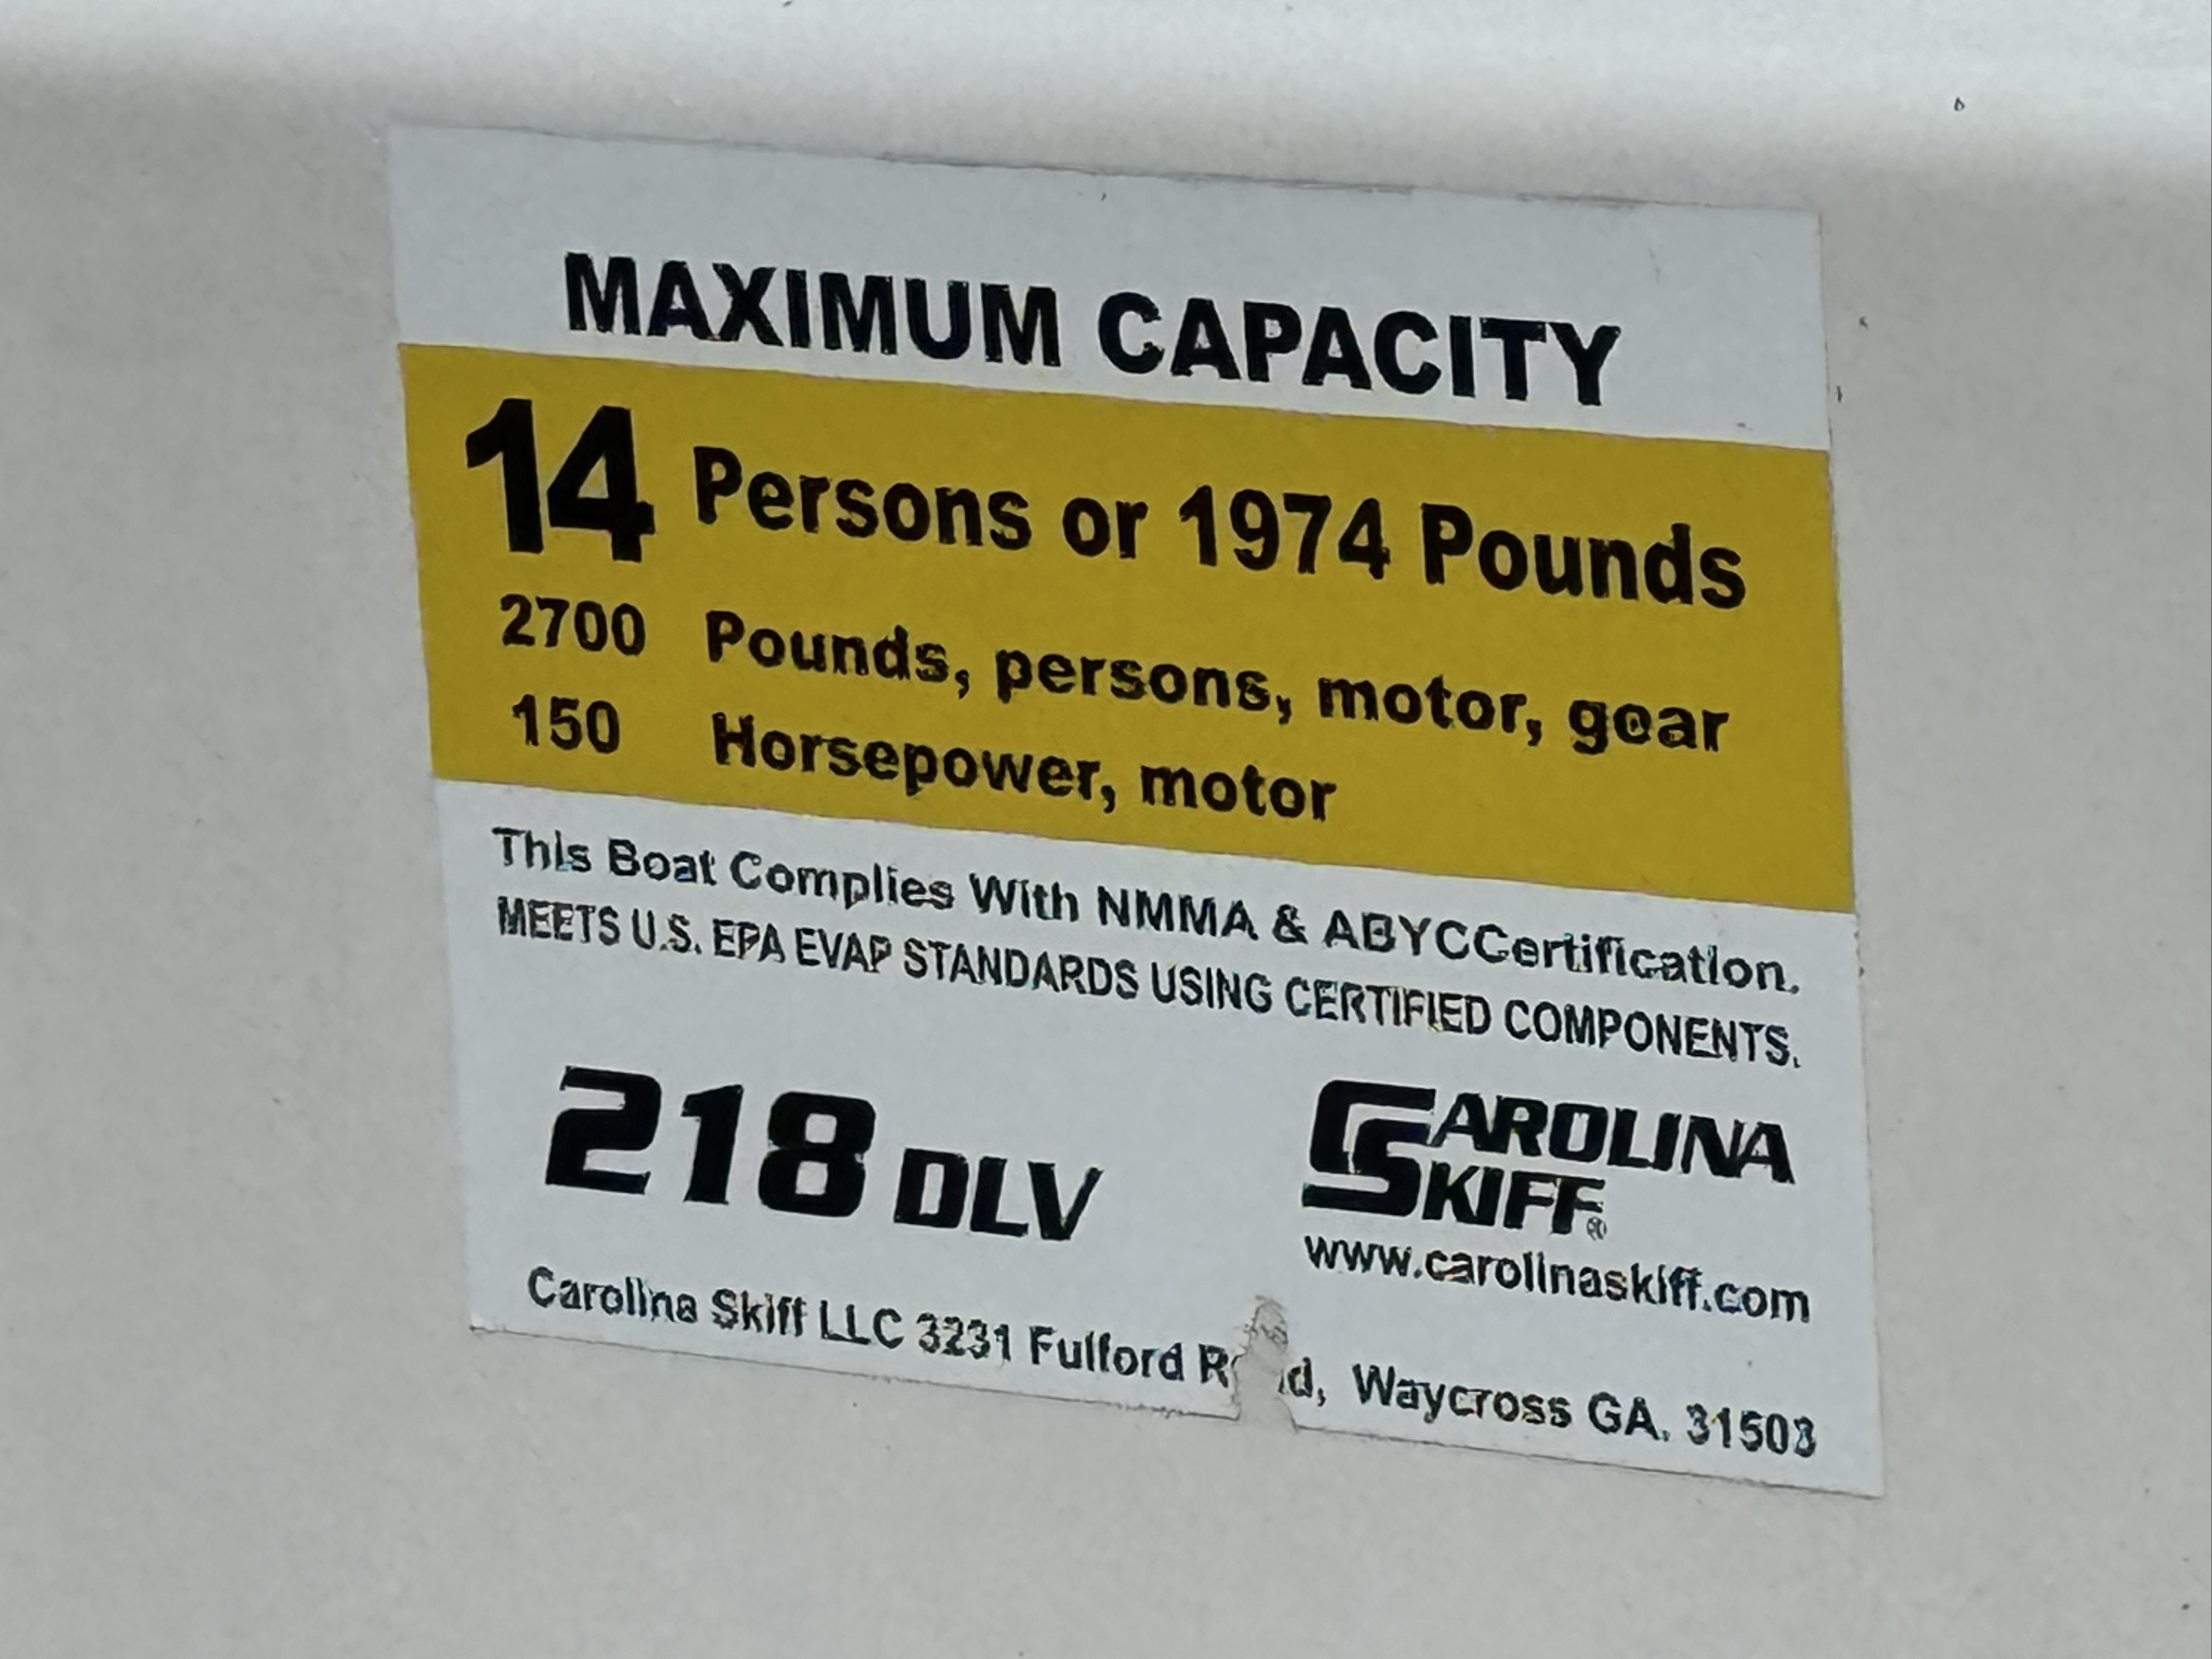 MAXIMUM CAPACITY
14 Persons or 1974 Pounds
2700 Pounds, persons, motor, gear
150 Horsepower, motor
This Boat Complies With NMMA & ABYCCertification.
MEETS U.S. EPA EVAP STANDARDS USING CERTIFIED COMPONENTS.
218 DLV
CAROLINA
SKIFF®
www.carolinaskiff.com
Carolina Skiff LLC 3231 Fulford Waycross GA. 31503